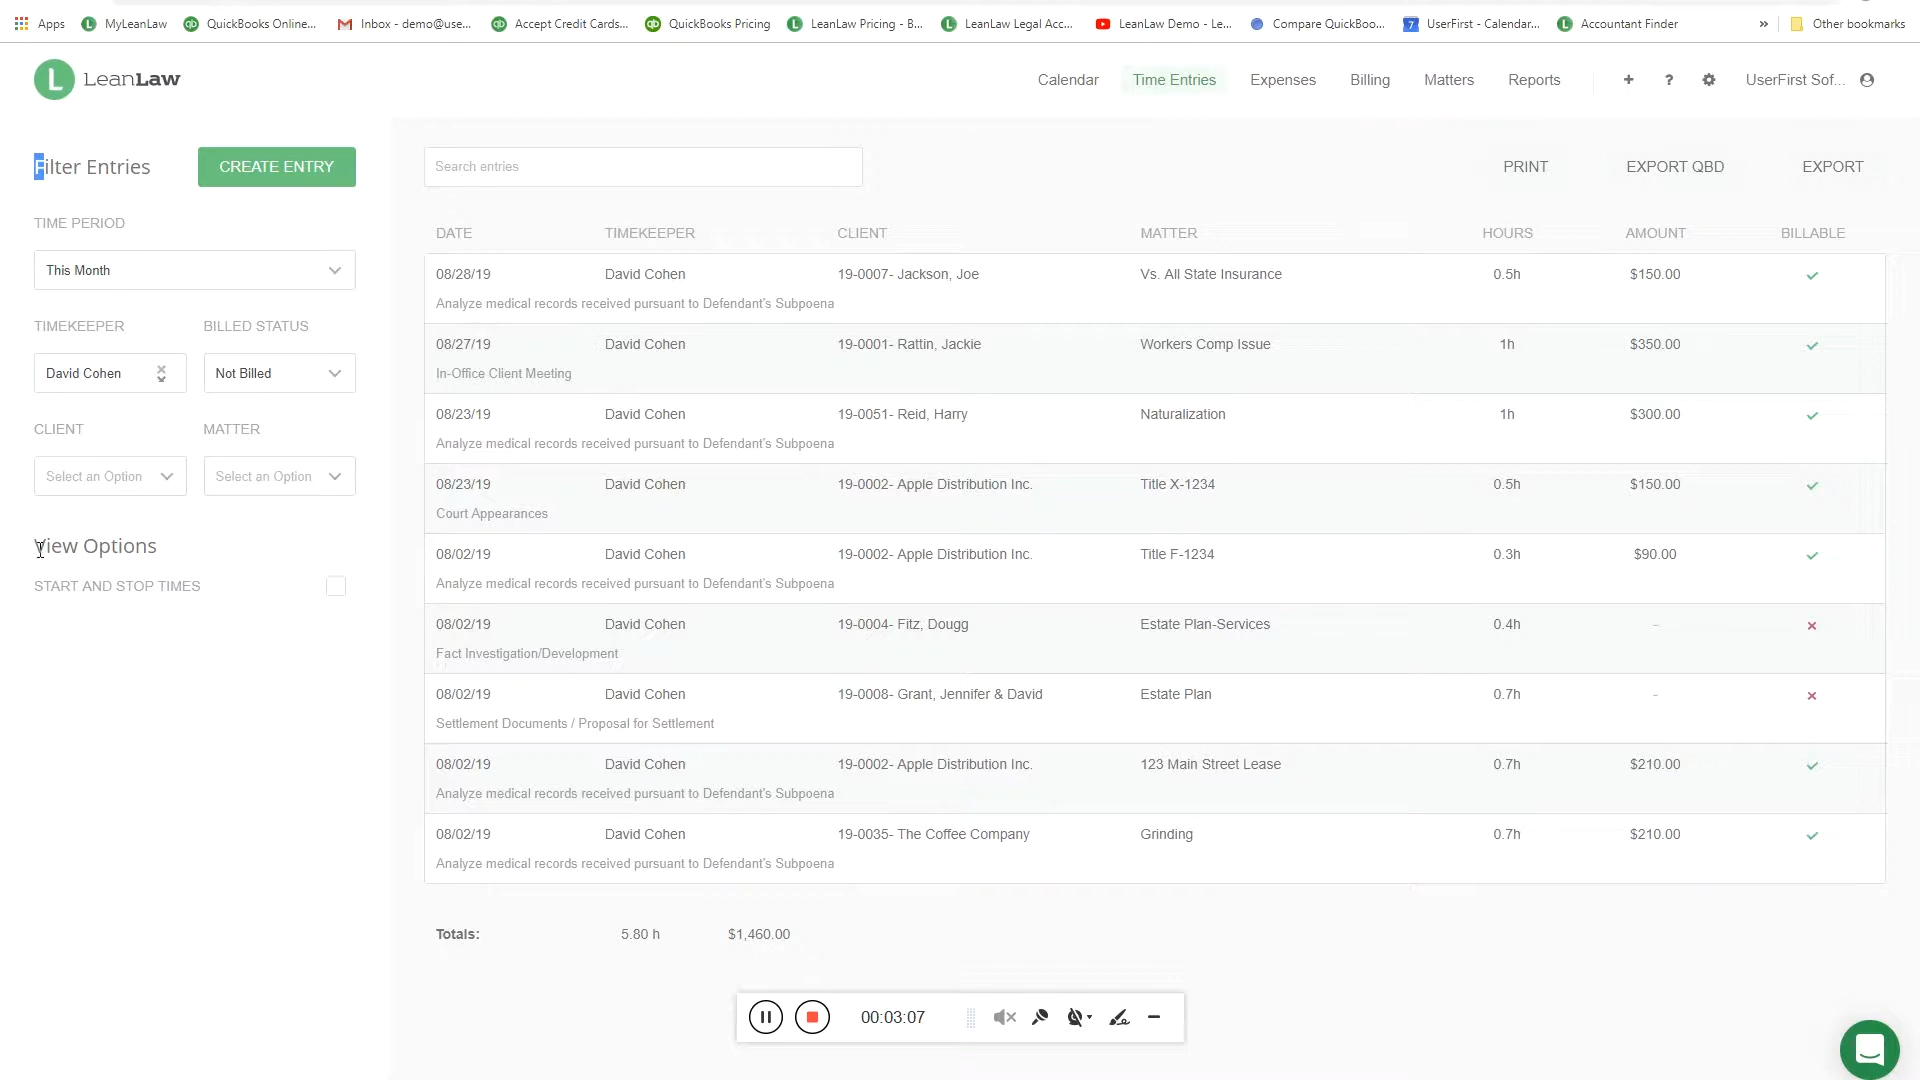 Apps MyLeanLaw QuickBooks Online... Inbox - demo@use... Accept Credit Cards... QuickBooks Pricing LeanLaw Pricing - B... LeanLaw Legal Acc... LeanLaw Demo - Le... Compare QuickBoo... 7 UserFirst - Calendar... Accountant Finder » Other bookmarks
L LeanLaw Calendar Time Entries Expenses Billing Matters Reports + ? UserFirst Sof...
Filter Entries CREATE ENTRY Search entries PRINT EXPORT QBD EXPORT
TIME PERIOD
This Month
TIMEKEEPER BILLED STATUS
David Cohen Not Billed
CLIENT MATTER
Select an Option Select an Option
View Options
START AND STOP TIMES
DATE TIMEKEEPER CLIENT MATTER HOURS AMOUNT BILLABLE
08/28/19 David Cohen 19-0007- Jackson, Joe Vs. All State Insurance 0.5h $150.00
Analyze medical records received pursuant to Defendant's Subpoena
08/27/19 David Cohen 19-0001- Rattin, Jackie Workers Comp Issue 1h $350.00
In-Office Client Meeting
08/23/19 David Cohen 19-0051- Reid, Harry Naturalization 1h $300.00
Analyze medical records received pursuant to Defendant's Subpoena
08/23/19 David Cohen 19-0002- Apple Distribution Inc. Title X-1234 0.5h $150.00
Court Appearances
08/02/19 David Cohen 19-0002- Apple Distribution Inc. Title F-1234 0.3h $90.00
Analyze medical records received pursuant to Defendant's Subpoena
08/02/19 David Cohen 19-0004- Fitz, Dougg Estate Plan-Services 0.4h -
Fact Investigation/Development
08/02/19 David Cohen 19-0008- Grant, Jennifer & David Estate Plan 0.7h -
Settlement Documents / Proposal for Settlement
08/02/19 David Cohen 19-0002- Apple Distribution Inc. 123 Main Street Lease 0.7h $210.00
Analyze medical records received pursuant to Defendant's Subpoena
08/02/19 David Cohen 19-0035- The Coffee Company Grinding 0.7h $210.00
Analyze medical records received pursuant to Defendant's Subpoena
Totals: 5.80 h $1,460.00
00:03:07